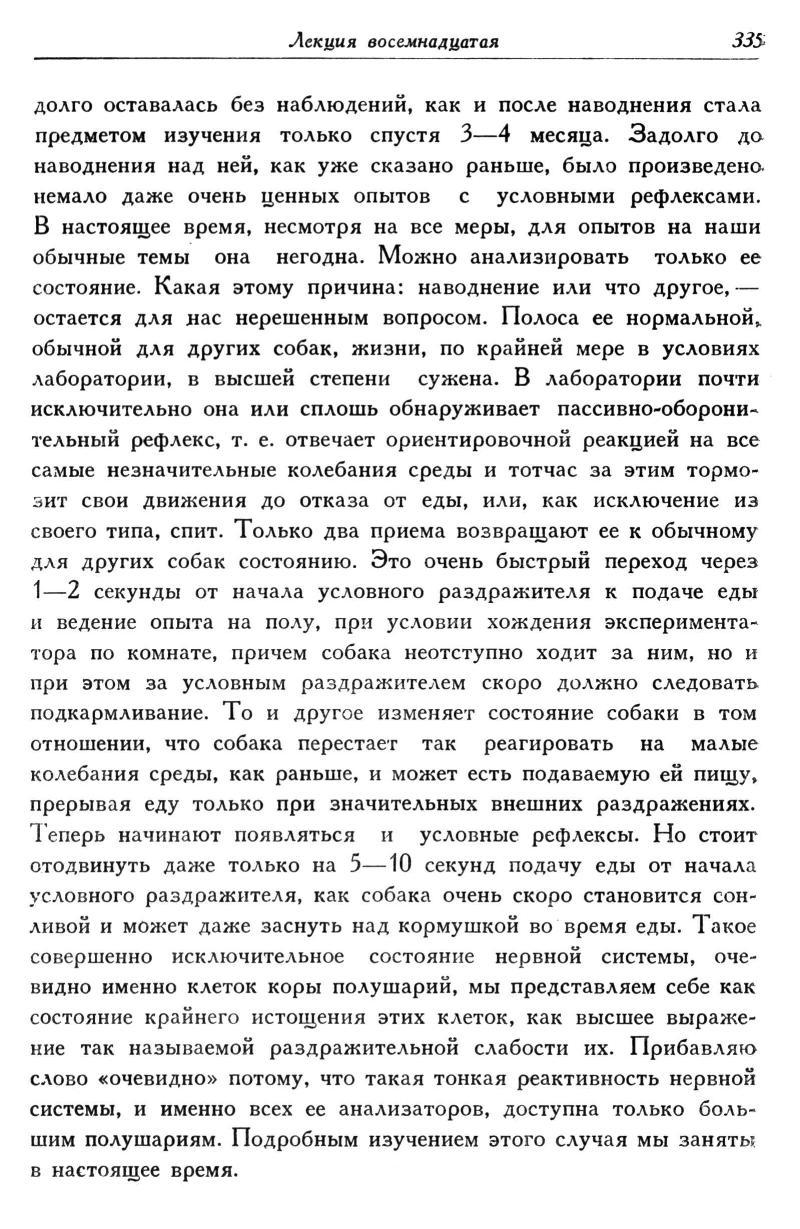 Лекция восемнадцатая 335
долго оставалась без наблюдений, как и после наводнения стала
предметом изучения только спустя 3—4 месяца. Задолго до
наводнения над ней, как уже сказано раньше, было произведено
немало даже очень ценных опытов с условными рефлексами.
В настоящее время, несмотря на все меры, для опытов на наши
обычные темы она негодна. Можно анализировать только ее
состояние. Какая этому причина: наводнение или что другое, —
остается для нас нерешенным вопросом. Полоса ее нормальной,
обычной для других собак, жизни, по крайней мере в условиях
лаборатории, в высшей степени сужена. В лаборатории почти
исключительно она или сплошь обнаруживает пассивно-оборони-
тельный рефлекс, т. е. отвечает ориентировочной реакцией на все
самые незначительные колебания среды и тотчас за этим тормо-
зит свои движения до отказа от еды, или, как исключение из
своего типа, спит. Только два приема возвращают ее к обычному
для других собак состоянию. Это очень быстрый переход через
1—2 секунды от начала условного раздражителя к подаче еды
и ведение опыта на полу, при условии хождения эксперимента-
тора по комнате, причем собака неотступно ходит за ним, но и
при этом за условным раздражителем скоро должно следовать
подкармливание. То и другое изменяет состояние собаки в том
отношении, что собака перестает так реагировать на малые
колебания среды, как раньше, и может есть подаваемую ей пищу,
прерывая еду только при значительных внешних раздражениях.
Теперь начинают появляться и условные рефлексы. Но стоит
отодвинуть даже только на 5—10 секунд подачу еды от начала
условного раздражителя, как собака очень скоро становится сон-
ливой и может даже заснуть над кормушкой во время еды. Такое
совершенно исключительное состояние нервной системы, оче-
видно именно клеток коры полушарий, мы представляем себе как
состояние крайнего истощения этих клеток, как высшее выраже-
ние так называемой раздражительной слабости их. Прибавляю
слово «очевидно» потому, что такая тонкая реактивность нервной
системы, и именно всех ее анализаторов, доступна только боль-
шим полушариям. Подробным изучением этого случая мы заняты
в настоящее время.